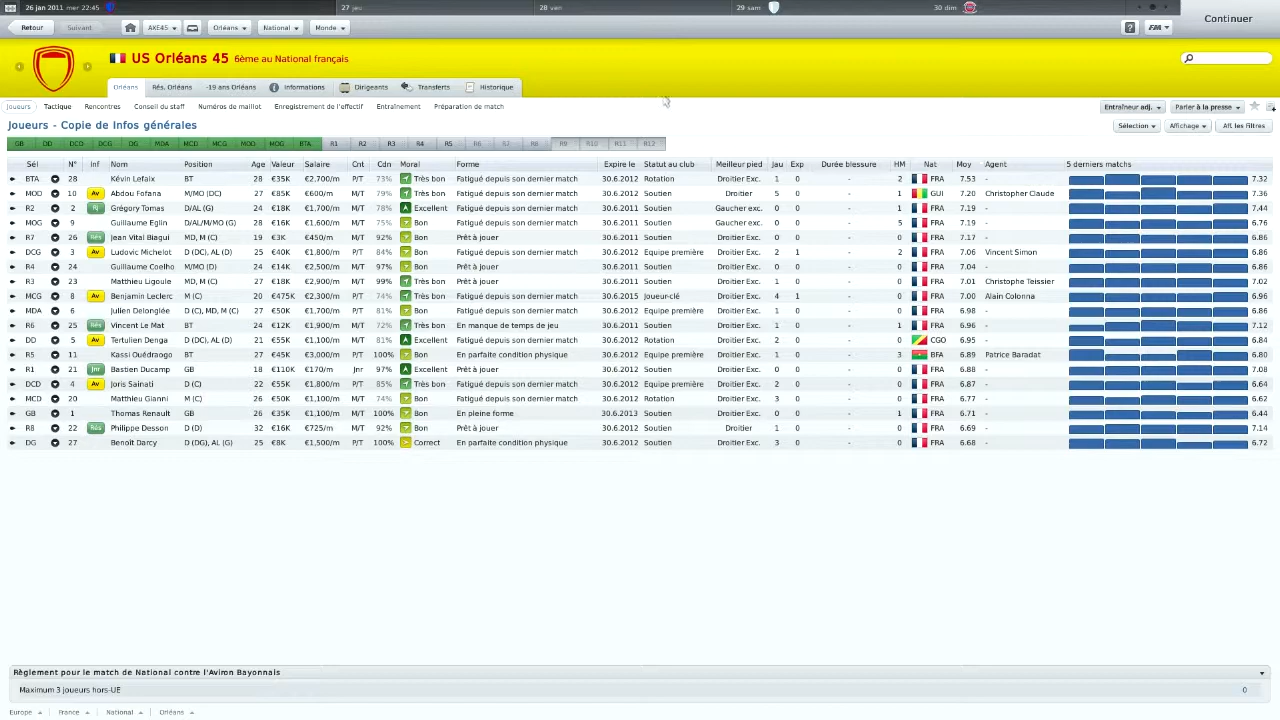 26 jan 2011 mer 22:45 27 jeu 28 ven 29 sam 30 dim
Retour Suivant AXE45 Orléans National Monde ? FM Continuer
US Orléans 45 6ème au National français
Orléans Rés. Orléans -19 ans Orléans Informations Dirigeants Transferts Historique
Joueurs Tactique Rencontres Conseil du staff Numéros de maillot Enregistrement de l'effectif Entraînement Préparation de match Entraîneur adj. Parler à la presse
Joueurs - Copie de Infos générales Sélection Affichage Afl. les Filtres
GB DD DCD DCG DG MDA MCD MCG MOD MOG BTA R1 R2 R3 R4 R5 R6 R7 R8 R9 R10 R11 R12
Sél N° Inf Nom Position Age Valeur Salaire Cnt Cdn Moral Forme Expire le Statut au club Meilleur pied Jau Exp Durée blessure HM Nat Moy Agent 5 derniers matchs
BTA 28 Kévin Lefaix BT 28 €35K €2,700/m P/T 73% Très bon Fatigué depuis son dernier match 30.6.2012 Rotation Droitier Exc. 1 0 - 2 FRA 7.53 - 7.32
MOD 10 Av Abdou Fofana M/MO (DC) 27 €85K €600/m M/T 79% Très bon Fatigué depuis son dernier match 30.6.2012 Soutien Droitier 5 0 - 1 GUI 7.20 Christopher Claude 7.36
R2 2 Rj Grégory Tomas D/AL (G) 24 €18K €1,700/m M/T 78% Excellent Fatigué depuis son dernier match 30.6.2011 Soutien Gaucher exc. 0 0 - 1 FRA 7.19 - 7.44
MOG 9 Guillaume Eglin D/AL/M/MO (G) 28 €16K €1,600/m M/T 75% Bon Fatigué depuis son dernier match 30.6.2011 Soutien Gaucher exc. 0 0 - 5 FRA 7.19 - 6.76
R7 26 Rés Jean Vital Biagui MD, M (C) 19 €3K €450/m M/T 92% Bon Prêt à jouer 30.6.2011 Soutien Droitier Exc. 1 0 - 0 FRA 7.17 - 6.86
DCG 3 Av Ludovic Michelot D (DC), AL (D) 25 €40K €1,800/m P/T 84% Bon Fatigué depuis son dernier match 30.6.2012 Equipe première Droitier Exc. 2 1 - 2 FRA 7.06 Vincent Simon 6.86
R4 24 Guillaume Coelho M/MO (D) 24 €14K €2,500/m M/T 97% Bon Prêt à jouer 30.6.2011 Soutien Droitier Exc. 0 0 - 0 FRA 7.04 - 6.86
R3 23 Matthieu Ligoule MD, M (C) 27 €18K €2,900/m M/T 99% Très bon Prêt à jouer 30.6.2011 Soutien Droitier Exc. 1 0 - 0 FRA 7.01 Christophe Teissier 7.02
MCG 8 Av Benjamin Leclerc M (C) 20 €475K €2,300/m P/T 74% Très bon Fatigué depuis son dernier match 30.6.2015 Joueur-clé Droitier Exc. 4 1 - 0 FRA 7.00 Alain Colonna 6.96
MDA 6 Julien Delonglée D (C), MD, M (C) 27 €50K €1,700/m P/T 81% Bon Fatigué depuis son dernier match 30.6.2012 Equipe première Droitier Exc. 1 0 - 0 FRA 6.98 - 6.86
R6 25 Rés Vincent Le Mat BT 24 €12K €1,900/m M/T 72% Très bon En manque de temps de jeu 30.6.2011 Soutien Droitier Exc. 1 0 - 1 FRA 6.96 - 7.12
DD 5 Av Tertulien Denga D (DC), AL (D) 21 €55K €1,100/m M/T 81% Excellent Fatigué depuis son dernier match 30.6.2012 Rotation Droitier Exc. 2 0 - 0 CGO 6.95 - 6.84
R5 11 Kassi Ouédraogo BT 27 €45K €3,000/m P/T 100% Bon En parfaite condition physique 30.6.2012 Equipe première Droitier Exc. 0 0 - 3 BFA 6.89 Patrice Baradat 6.80
R1 21 Jnr Bastien Ducamp GB 18 €110K €170/m Jnr 97% Excellent Prêt à jouer 30.6.2011 Soutien Droitier Exc. 0 0 - 0 FRA 6.88 - 7.08
DCD 4 Av Joris Sainati D (C) 22 €55K €1,800/m P/T 85% Très bon Fatigué depuis son dernier match 30.6.2012 Equipe première Droitier Exc. 2 0 - 0 FRA 6.87 - 6.64
MCD 20 Matthieu Gianni M (C) 26 €50K €1,100/m M/T 74% Bon Fatigué depuis son dernier match 30.6.2012 Rotation Droitier Exc. 3 0 - 0 FRA 6.77 - 6.62
GB 1 Thomas Renault GB 26 €35K €1,100/m M/T 100% Bon En pleine forme 30.6.2013 Soutien Droitier Exc. 0 0 - 1 FRA 6.71 - 6.44
R8 22 Rés Philippe Desson D (D) 32 €16K €725/m M/T 92% Bon Prêt à jouer 30.6.2012 Soutien Droitier 1 0 - 0 FRA 6.69 - 7.14
DG 27 Benoît Darcy D (DG), AL (G) 25 €8K €1,500/m P/T 100% Correct En parfaite condition physique 30.6.2012 Soutien Droitier Exc. 3 0 - 0 FRA 6.68 - 6.72
Règlement pour le match de National contre l'Aviron Bayonnais
Maximum 3 joueurs hors-UE 0
Europe France National Orléans